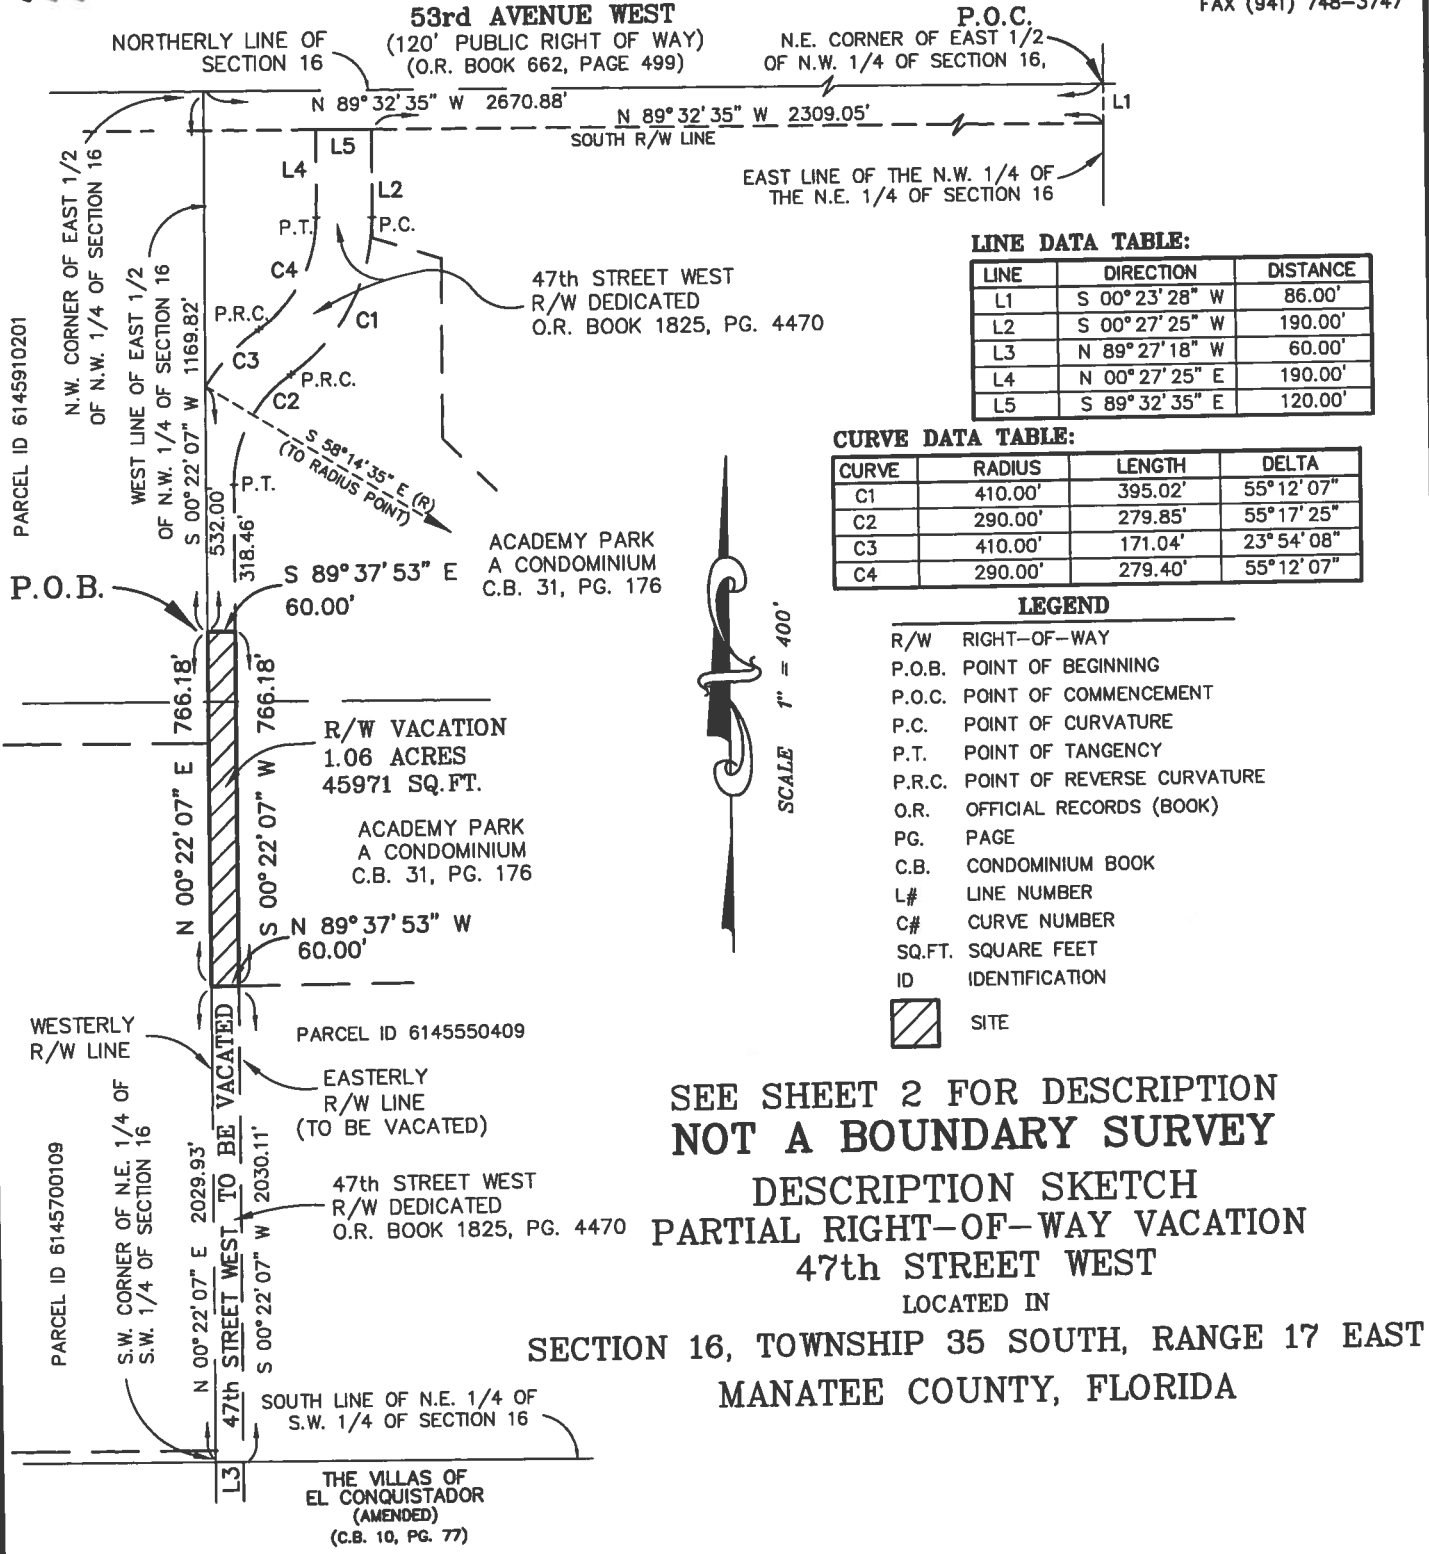 FAX (941) 748-3747
53rd AVENUE WEST
(120' PUBLIC RIGHT OF WAY)
(O.R. BOOK 662, PAGE 499)
NORTHERLY LINE OF
SECTION 16
P.O.C.
N.E. CORNER OF EAST 1/2
OF N.W. 1/4 OF SECTION 16,
N 89°32'35" W 2670.88'
N 89°32'35" W 2309.05'
SOUTH R/W LINE
L1
L5
L4
L2
EAST LINE OF THE N.W. 1/4 OF
THE N.E. 1/4 OF SECTION 16
P.T.
P.C.
C4
C1
P.R.C.
C3
P.R.C.
C2
47th STREET WEST
R/W DEDICATED
O.R. BOOK 1825, PG. 4470
PARCEL ID 6145910201
N.W. CORNER OF EAST 1/2
OF N.W. 1/4 OF SECTION 16
WEST LINE OF EAST 1/2
OF N.W. 1/4 OF SECTION 16
S 00°22'07" W 1169.82'
532.00'
318.46'
P.T.
S 58°14'35" E (R)
(TO RADIUS POINT)
LINE DATA TABLE:
LINE DIRECTION DISTANCE
L1 S 00°23'28" W 86.00'
L2 S 00°27'25" W 190.00'
L3 N 89°27'18" W 60.00'
L4 N 00°27'25" E 190.00'
L5 S 89°32'35" E 120.00'
CURVE DATA TABLE:
CURVE RADIUS LENGTH DELTA
C1 410.00' 395.02' 55°12'07"
C2 290.00' 279.85' 55°17'25"
C3 410.00' 171.04' 23°54'08"
C4 290.00' 279.40' 55°12'07"
ACADEMY PARK
A CONDOMINIUM
C.B. 31, PG. 176
P.O.B.
S 89°37'53" E
60.00'
N 00°22'07" E 766.18'
S 00°22'07" W 766.18'
R/W VACATION
1.06 ACRES
45971 SQ.FT.
ACADEMY PARK
A CONDOMINIUM
C.B. 31, PG. 176
N 89°37'53" W
60.00'
SCALE 1" = 400'
LEGEND
R/W RIGHT-OF-WAY
P.O.B. POINT OF BEGINNING
P.O.C. POINT OF COMMENCEMENT
P.C. POINT OF CURVATURE
P.T. POINT OF TANGENCY
P.R.C. POINT OF REVERSE CURVATURE
O.R. OFFICIAL RECORDS (BOOK)
PG. PAGE
C.B. CONDOMINIUM BOOK
L# LINE NUMBER
C# CURVE NUMBER
SQ.FT. SQUARE FEET
ID IDENTIFICATION
SITE
WESTERLY
R/W LINE
PARCEL ID 6145550409
EASTERLY
R/W LINE
(TO BE VACATED)
47th STREET WEST TO BE VACATED
PARCEL ID 6145700109
S.W. CORNER OF N.E. 1/4 OF
S.W. 1/4 OF SECTION 16
N 00°22'07" E 2029.93'
S 00°22'07" W 2030.11'
47th STREET WEST
R/W DEDICATED
O.R. BOOK 1825, PG. 4470
SOUTH LINE OF N.E. 1/4 OF
S.W. 1/4 OF SECTION 16
L3
THE VILLAS OF
EL CONQUISTADOR
(AMENDED)
(C.B. 10, PG. 77)
SEE SHEET 2 FOR DESCRIPTION
NOT A BOUNDARY SURVEY
DESCRIPTION SKETCH
PARTIAL RIGHT-OF-WAY VACATION
47th STREET WEST
LOCATED IN
SECTION 16, TOWNSHIP 35 SOUTH, RANGE 17 EAST
MANATEE COUNTY, FLORIDA